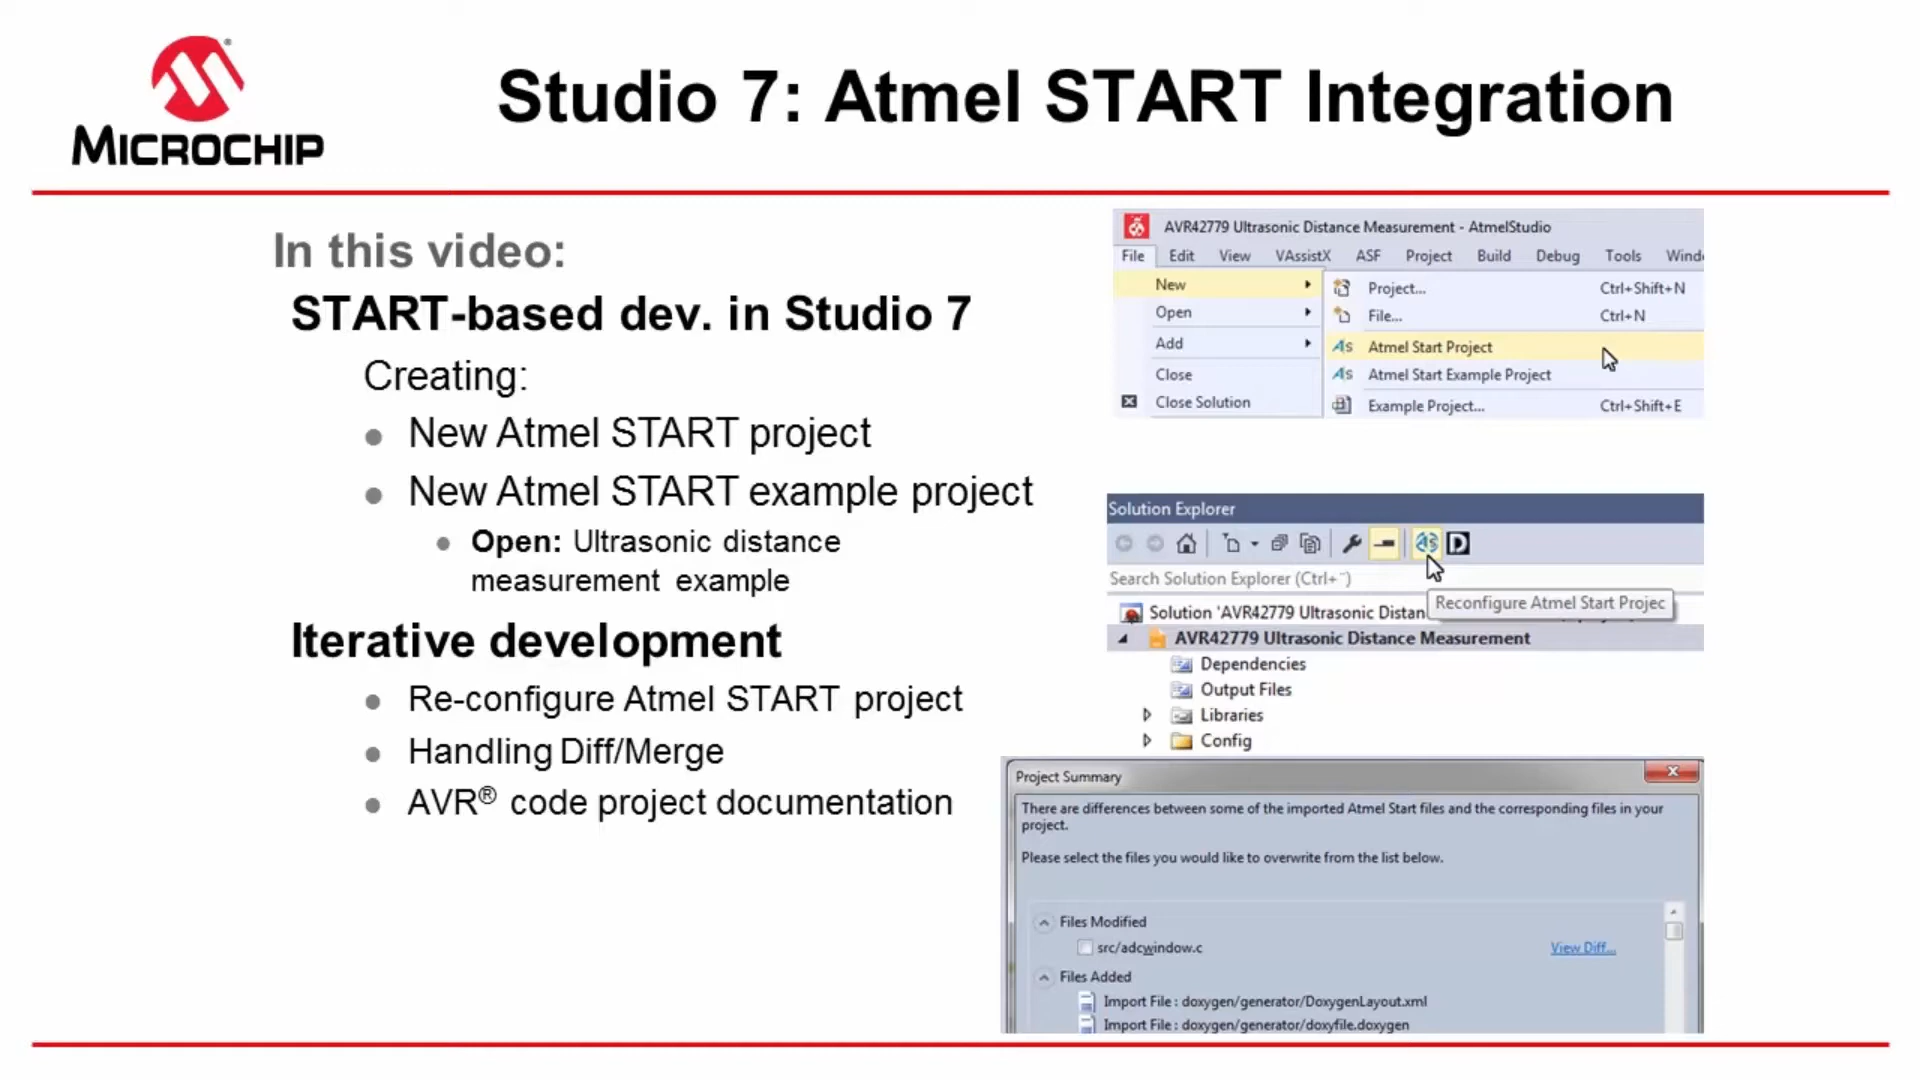 MICROCHIP
Studio 7: Atmel START Integration
In this video:
START-based dev. in Studio 7
Creating:
New Atmel START project
New Atmel START example project
Open: Ultrasonic distance
measurement example
Iterative development
Re-configure Atmel START project
Handling Diff/Merge
AVR® code project documentation
AVR42779 Ultrasonic Distance Measurement - AtmelStudio
File Edit View VAssistX ASF Project Build Debug Tools Windo
New
Open
Add
Close
Close Solution
Project... Ctrl+Shift+N
File... Ctrl+N
Atmel Start Project
Atmel Start Example Project
Example Project... Ctrl+Shift+E
Solution Explorer
Search Solution Explorer (Ctrl+¨)
Reconfigure Atmel Start Projec
Solution 'AVR42779 Ultrasonic Distan
AVR42779 Ultrasonic Distance Measurement
Dependencies
Output Files
Libraries
Config
Project Summary
There are differences between some of the imported Atmel Start files and the corresponding files in your
project.
Please select the files you would like to overwrite from the list below.
Files Modified
src/adcwindow.c View Diff...
Files Added
Import File : doxygen/generator/DoxygenLayout.xml
Import File : doxygen/generator/doxyfile.doxygen